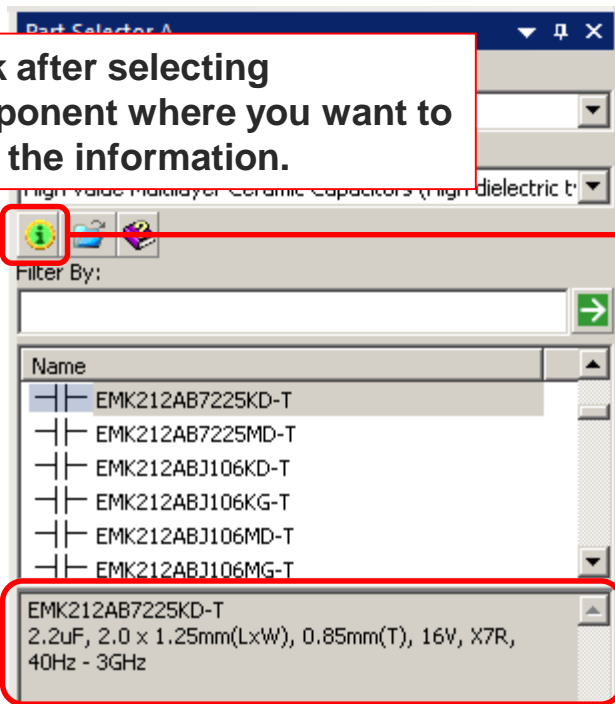 Part Selector A
k after selecting
ponent where you want to
the information.
High Value Multilayer Ceramic Capacitors (High dielectric t
Filter By:
Name
EMK212AB7225KD-T
EMK212AB7225MD-T
EMK212ABJ106KD-T
EMK212ABJ106KG-T
EMK212ABJ106MD-T
EMK212ABJ106MG-T
EMK212AB7225KD-T
2.2uF, 2.0 x 1.25mm(LxW), 0.85mm(T), 16V, X7R,
40Hz - 3GHz